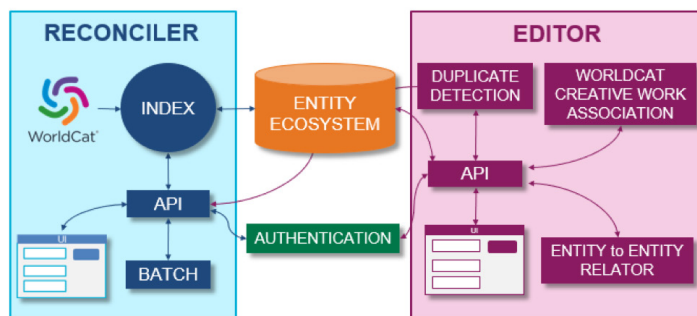 RECONCILER
WorldCat®
INDEX
API
UI
BATCH
ENTITY
ECOSYSTEM
AUTHENTICATION
EDITOR
DUPLICATE
DETECTION
WORLDCAT
CREATIVE WORK
ASSOCIATION
API
UI
ENTITY to ENTITY
RELATOR